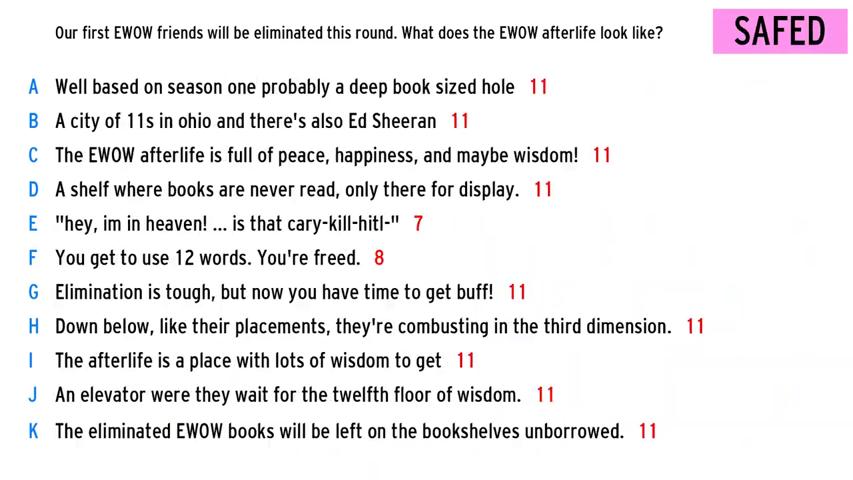 Our first EWOW friends will be eliminated this round. What does the EWOW afterlife look like?
SAFED
A Well based on season one probably a deep book sized hole 11
B A city of 11s in ohio and there's also Ed Sheeran 11
C The EWOW afterlife is full of peace, happiness, and maybe wisdom! 11
D A shelf where books are never read, only there for display. 11
E "hey, im in heaven! ... is that cary-kill-hitl-" 7
F You get to use 12 words. You're freed. 8
G Elimination is tough, but now you have time to get buff! 11
H Down below, like their placements, they're combusting in the third dimension. 11
I The afterlife is a place with lots of wisdom to get 11
J An elevator were they wait for the twelfth floor of wisdom. 11
K The eliminated EWOW books will be left on the bookshelves unborrowed. 11